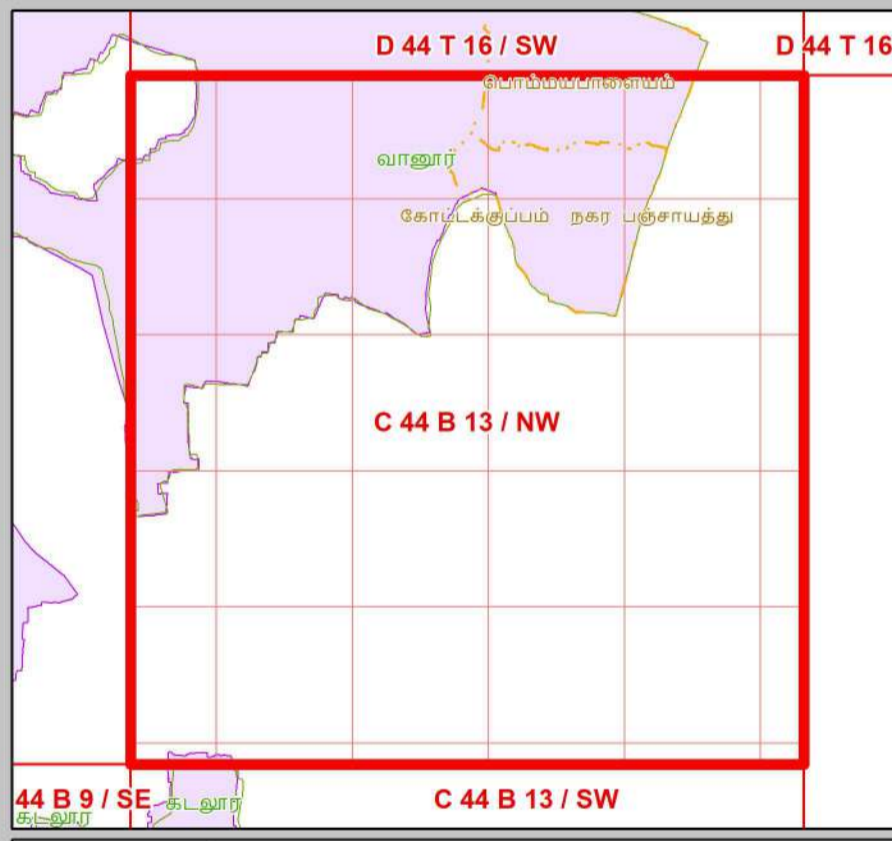 D 44 T 16 / SW
D 44 T 16
பொம்மயபாளையம்
வானூர்
கோட்டக்குப்பம் நகர பஞ்சாயத்து
C 44 B 13 / NW
44 B 9 / SE
கடலூர்
C 44 B 13 / SW
கடலூர்